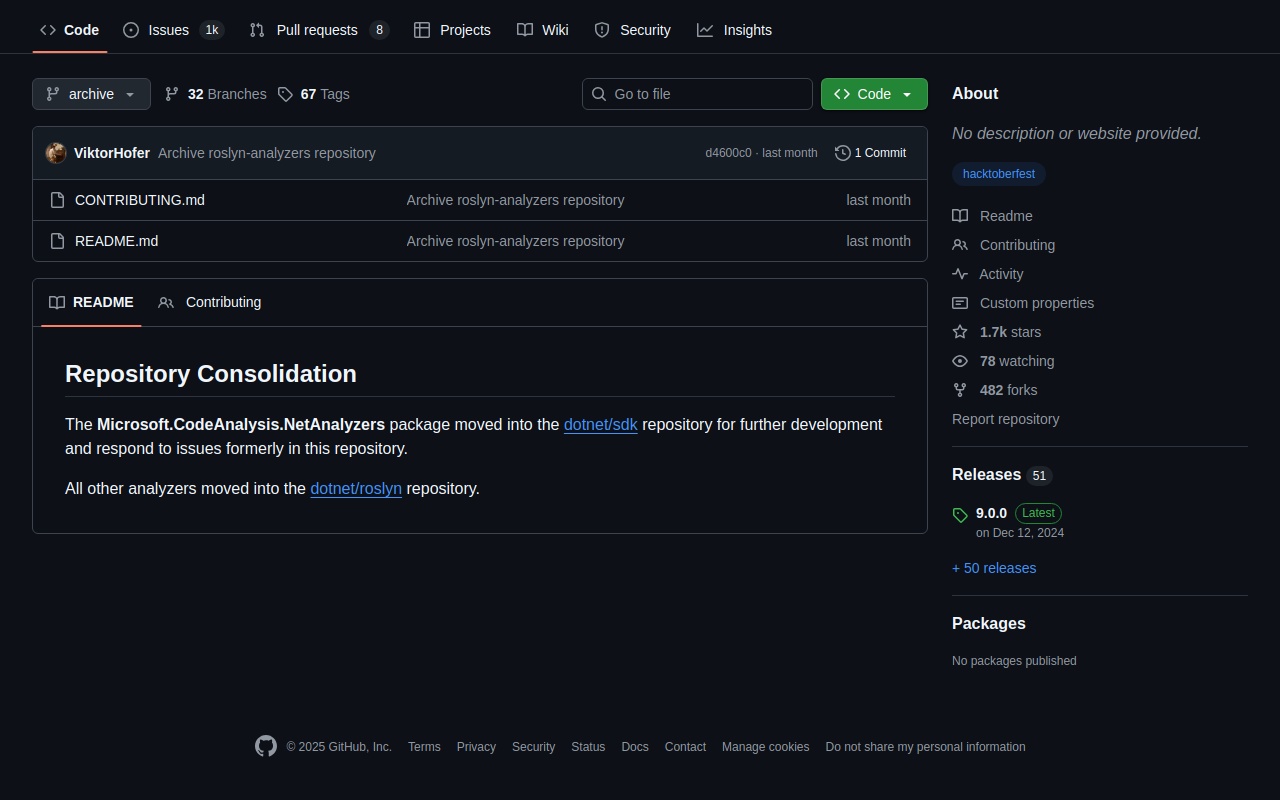 Code Issues 1k Pull requests 8 Projects Wiki Security Insights
archive 32 Branches 67 Tags Go to file Code
ViktorHofer Archive roslyn-analyzers repository d4600c0 · last month 1 Commit
CONTRIBUTING.md Archive roslyn-analyzers repository last month
README.md Archive roslyn-analyzers repository last month
README Contributing
Repository Consolidation
The Microsoft.CodeAnalysis.NetAnalyzers package moved into the dotnet/sdk repository for further development
and respond to issues formerly in this repository.
All other analyzers moved into the dotnet/roslyn repository.
About
No description or website provided.
hacktoberfest
Readme
Contributing
Activity
Custom properties
1.7k stars
78 watching
482 forks
Report repository
Releases 51
9.0.0 Latest
on Dec 12, 2024
+ 50 releases
Packages
No packages published
© 2025 GitHub, Inc. Terms Privacy Security Status Docs Contact Manage cookies Do not share my personal information